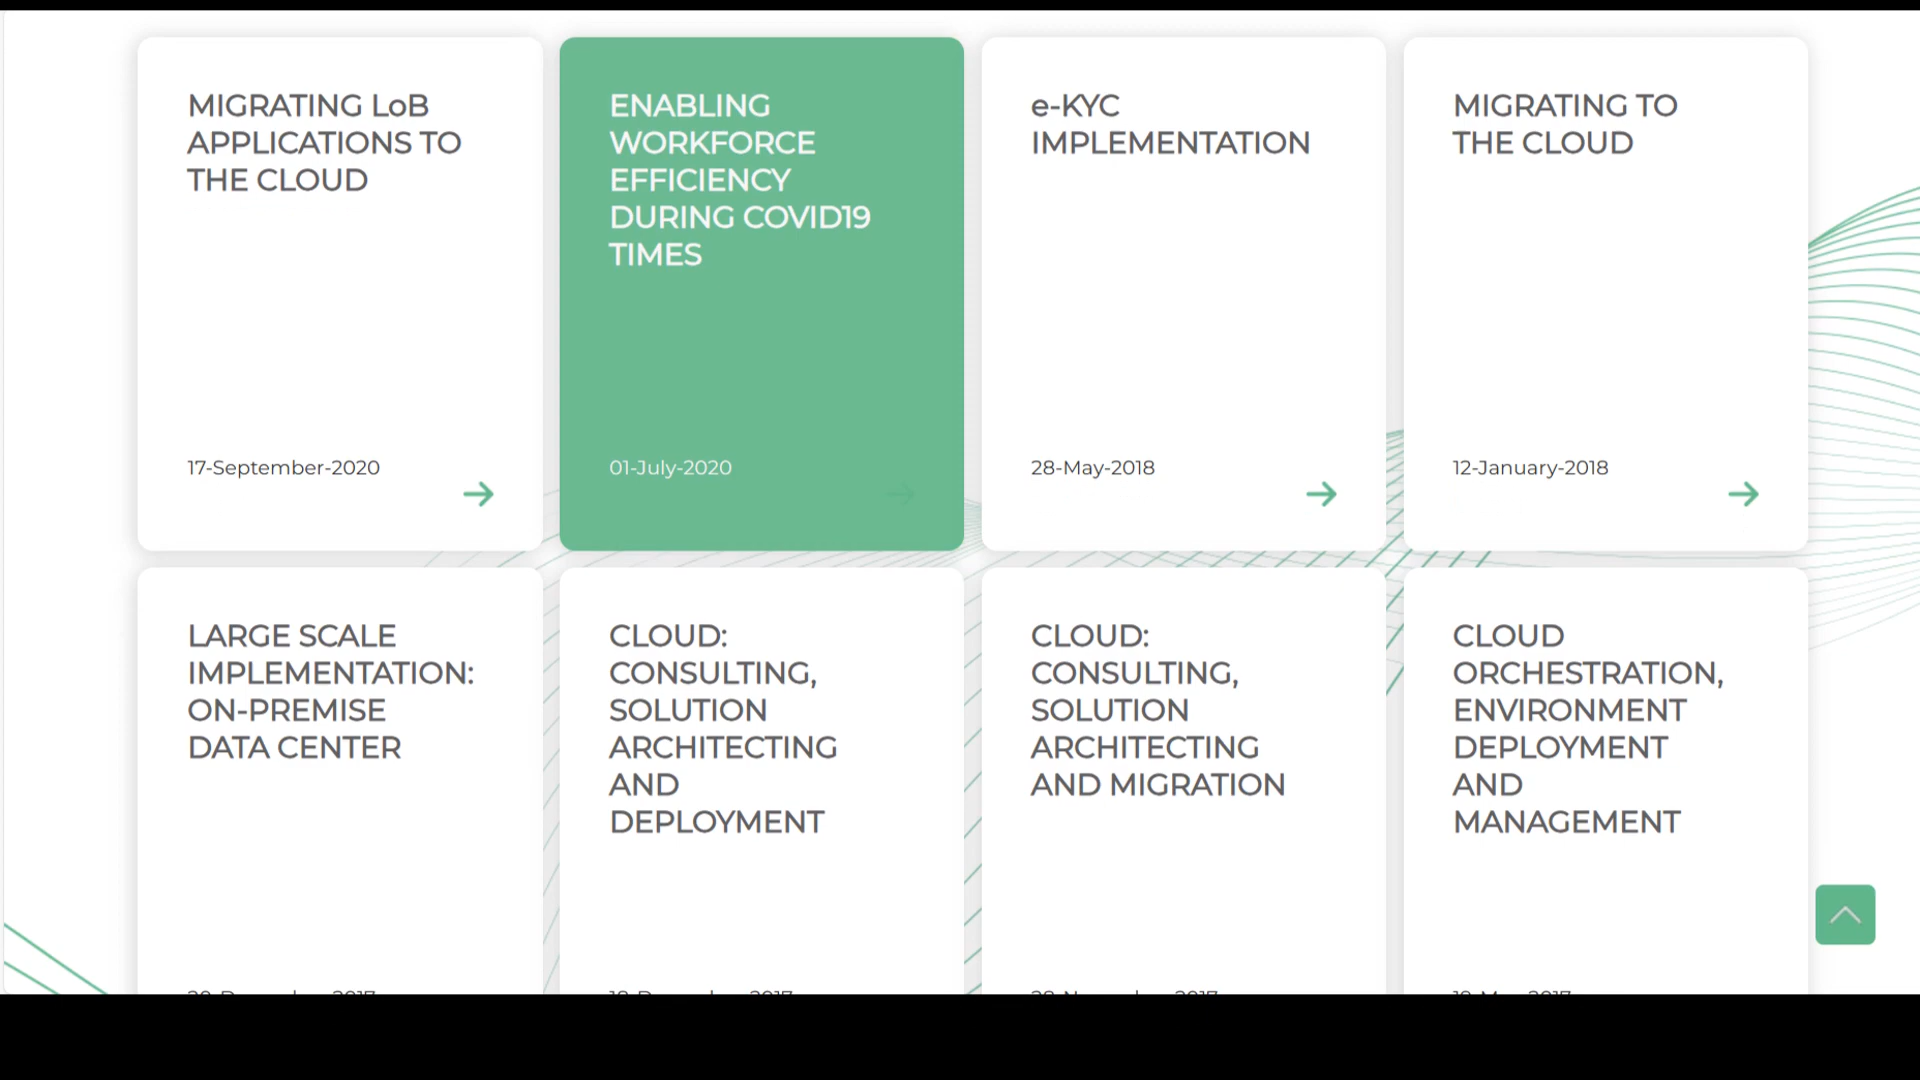 MIGRATING LoB
APPLICATIONS TO
THE CLOUD
17-September-2020
ENABLING
WORKFORCE
EFFICIENCY
DURING COVID19
TIMES
01-July-2020
e-KYC
IMPLEMENTATION
28-May-2018
MIGRATING TO
THE CLOUD
12-January-2018
LARGE SCALE
IMPLEMENTATION:
ON-PREMISE
DATA CENTER
CLOUD:
CONSULTING,
SOLUTION
ARCHITECTING
AND
DEPLOYMENT
CLOUD:
CONSULTING,
SOLUTION
ARCHITECTING
AND MIGRATION
CLOUD
ORCHESTRATION,
ENVIRONMENT
DEPLOYMENT
AND
MANAGEMENT